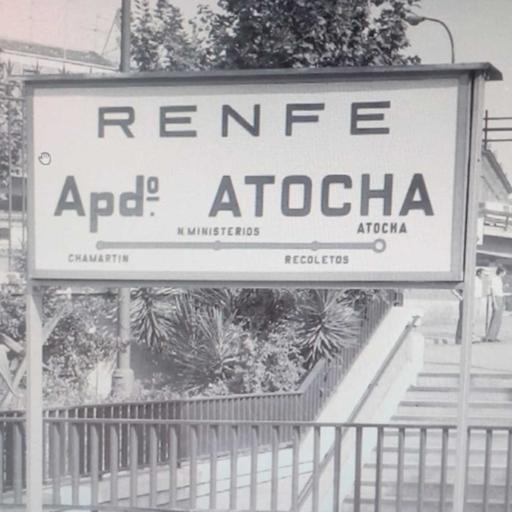 RENFE
Apdº. ATOCHA
N.MINISTERIOS ATOCHA
CHAMARTIN RECOLETOS